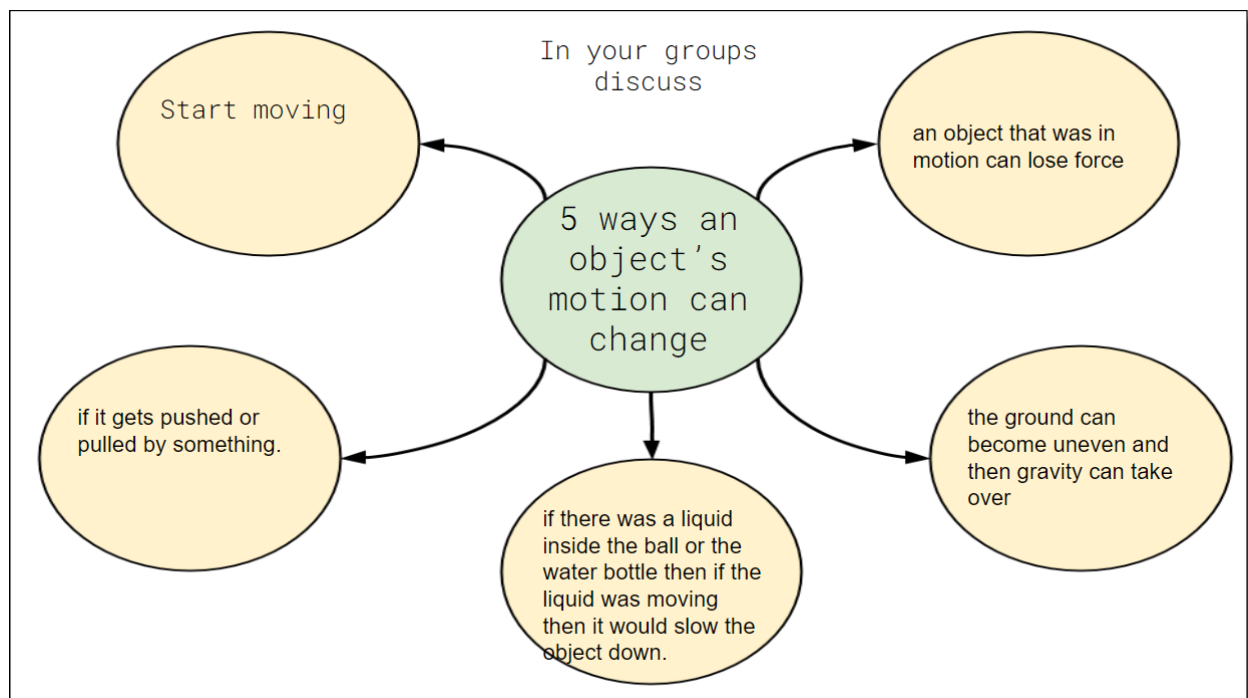 In your groups
discuss
Start moving
an object that was in
motion can lose force
5 ways an
object’s
motion can
change
if it gets pushed or
pulled by something.
the ground can
become uneven and
then gravity can take
over
if there was a liquid
inside the ball or the
water bottle then if the
liquid was moving
then it would slow the
object down.